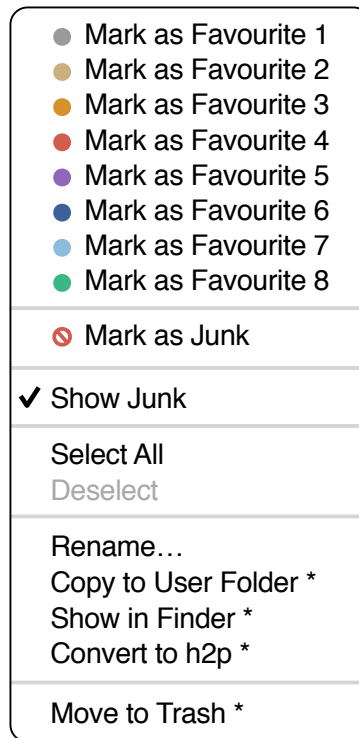 Mark as Favourite 1
Mark as Favourite 2
Mark as Favourite 3
Mark as Favourite 4
Mark as Favourite 5
Mark as Favourite 6
Mark as Favourite 7
Mark as Favourite 8
Mark as Junk
Show Junk
Select All
Deselect
Rename…
Copy to User Folder *
Show in Finder *
Convert to h2p *
Move to Trash *